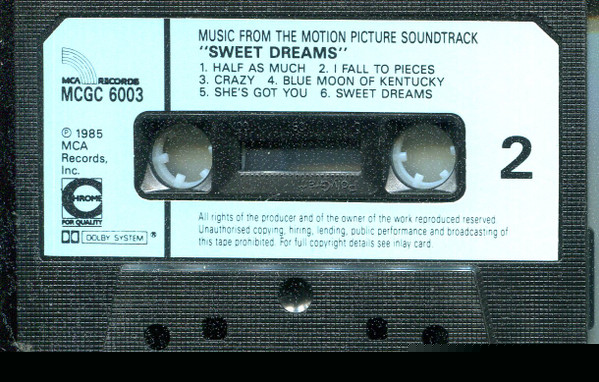 MUSIC FROM THE MOTION PICTURE SOUNDTRACK
"SWEET DREAMS"
1. HALF AS MUCH 2. I FALL TO PIECES
3. CRAZY 4. BLUE MOON OF KENTUCKY
5. SHE'S GOT YOU 6. SWEET DREAMS
MCA RECORDS
MCGC 6003
℗ 1985
MCA
Records,
Inc.
CHROME
FOR QUALITY
DOLBY SYSTEM ®
2
PolyGram
All rights of the producer and of the owner of the work reproduced reserved
Unauthorised copying, hiring, lending, public performance and broadcasting of
this tape prohibited. For full copyright details see inlay card.